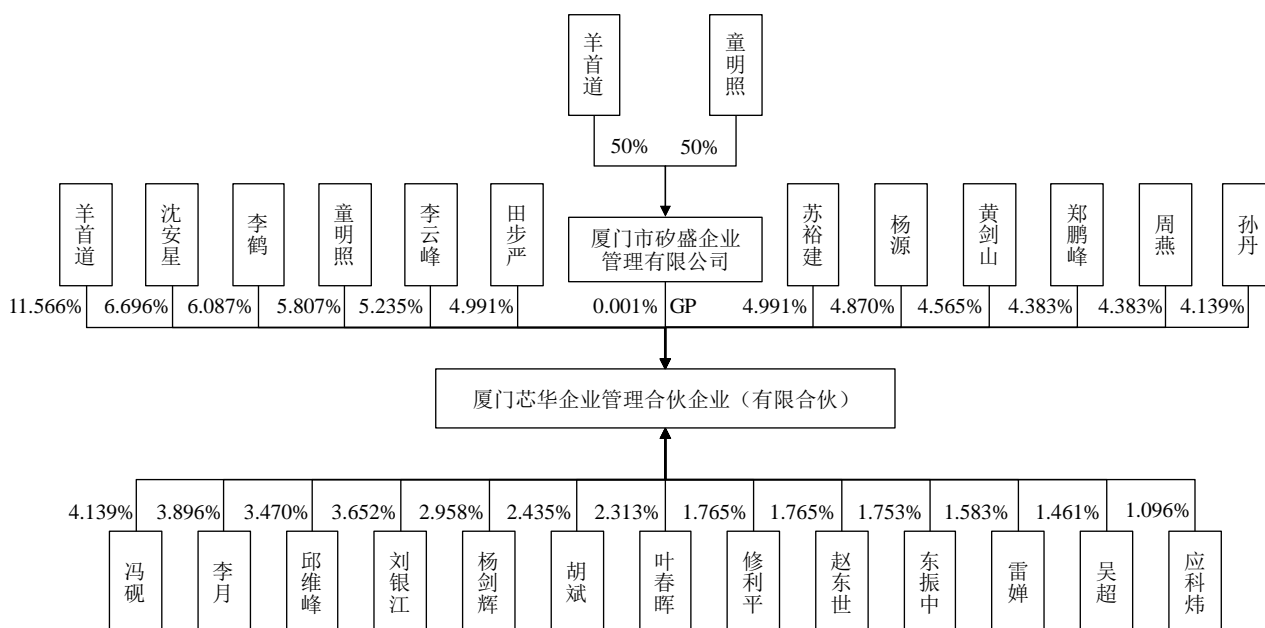 羊首道
童明照
50%
50%
羊首道
沈安星
李鹤
童明照
李云峰
田步严
厦门市矽盛企业
管理有限公司
苏裕建
杨源
黄剑山
郑鹏峰
周燕
孙丹
11.566%
6.696%
6.087%
5.807%
5.235%
4.991%
0.001%
GP
4.991%
4.870%
4.565%
4.383%
4.383%
4.139%
厦门芯华企业管理合伙企业（有限合伙）
4.139%
3.896%
3.470%
3.652%
2.958%
2.435%
2.313%
1.765%
1.765%
1.753%
1.583%
1.461%
1.096%
冯砚
李月
邱维峰
刘银江
杨剑辉
胡斌
叶春晖
修利平
赵东世
东振中
雷婵
吴超
应科炜